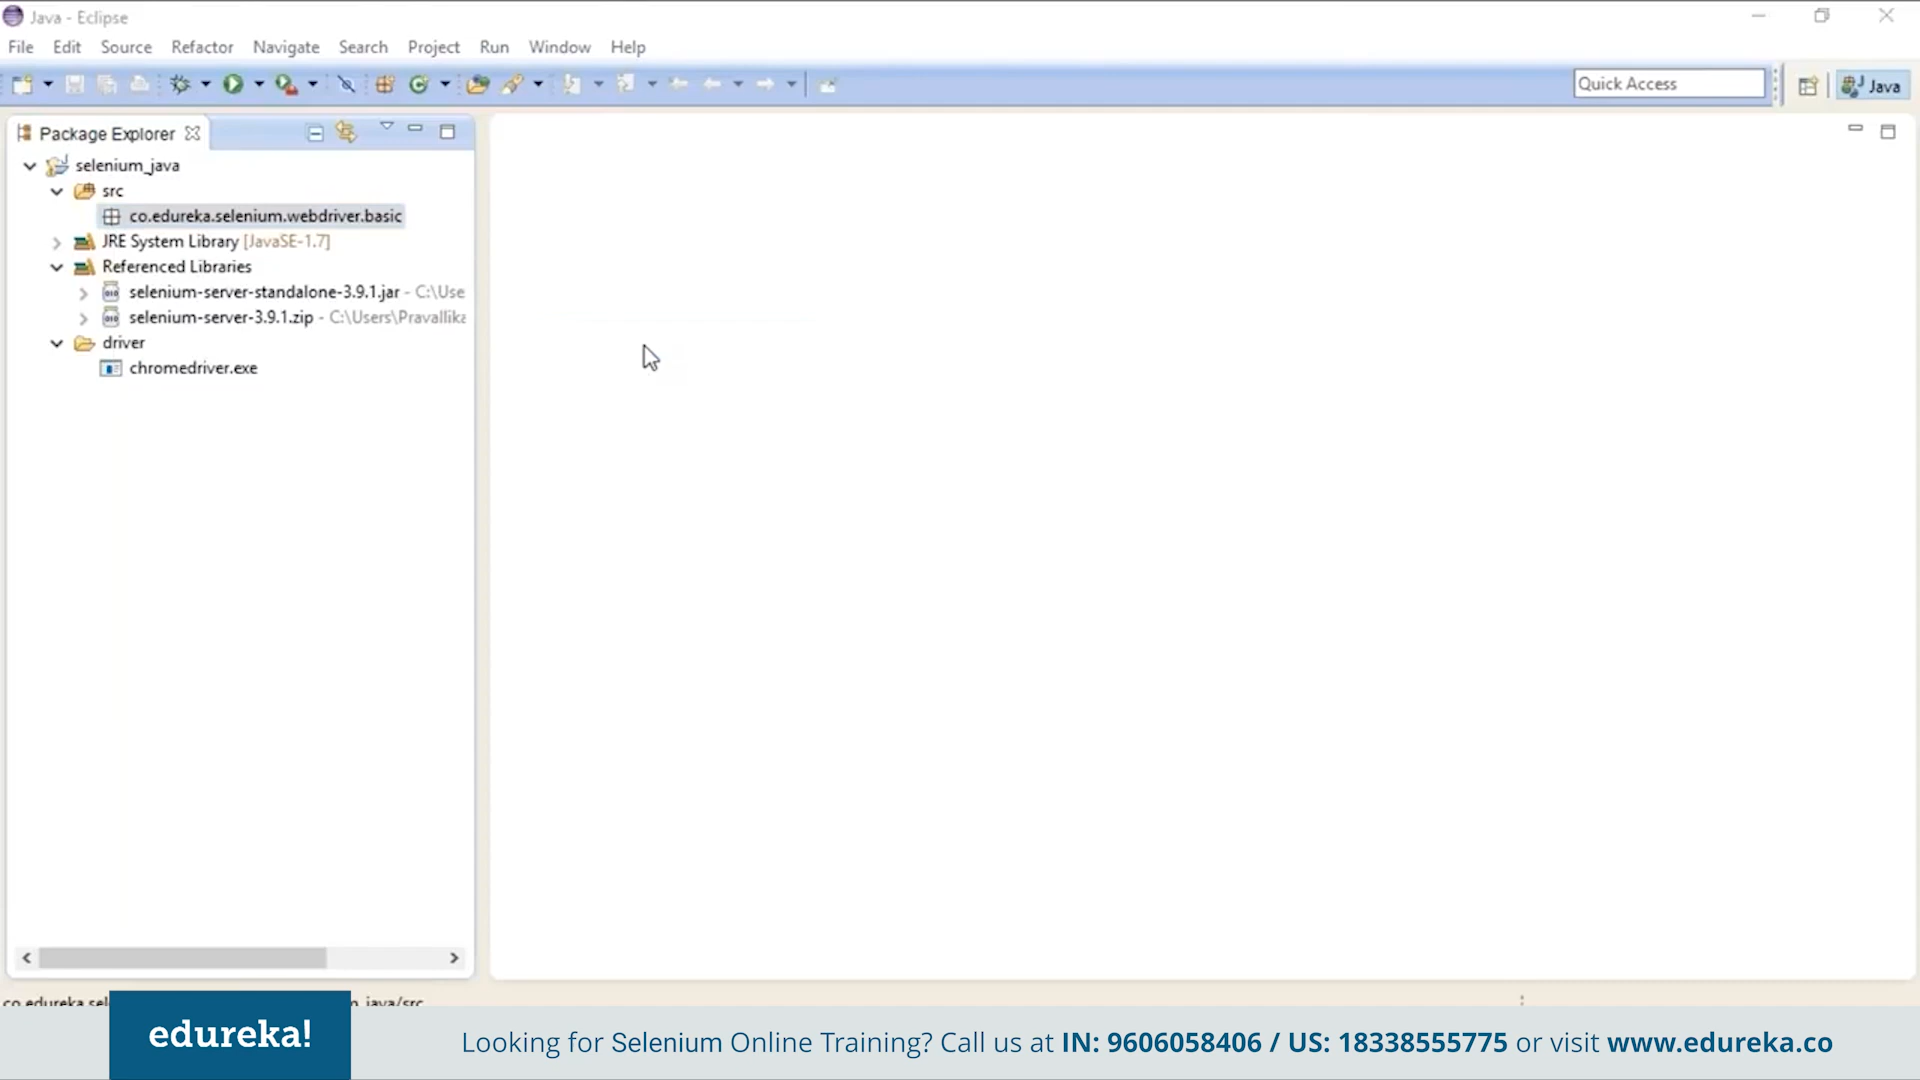 Java - Eclipse
File Edit Source Refactor Navigate Search Project Run Window Help
Quick Access
Java
Package Explorer
selenium_java
src
co.edureka.selenium.webdriver.basic
JRE System Library [JavaSE-1.7]
Referenced Libraries
selenium-server-standalone-3.9.1.jar - C:\Use
selenium-server-3.9.1.zip - C:\Users\Pravallika
driver
chromedriver.exe
edureka!
Looking for Selenium Online Training? Call us at IN: 9606058406 / US: 18338555775 or visit www.edureka.co